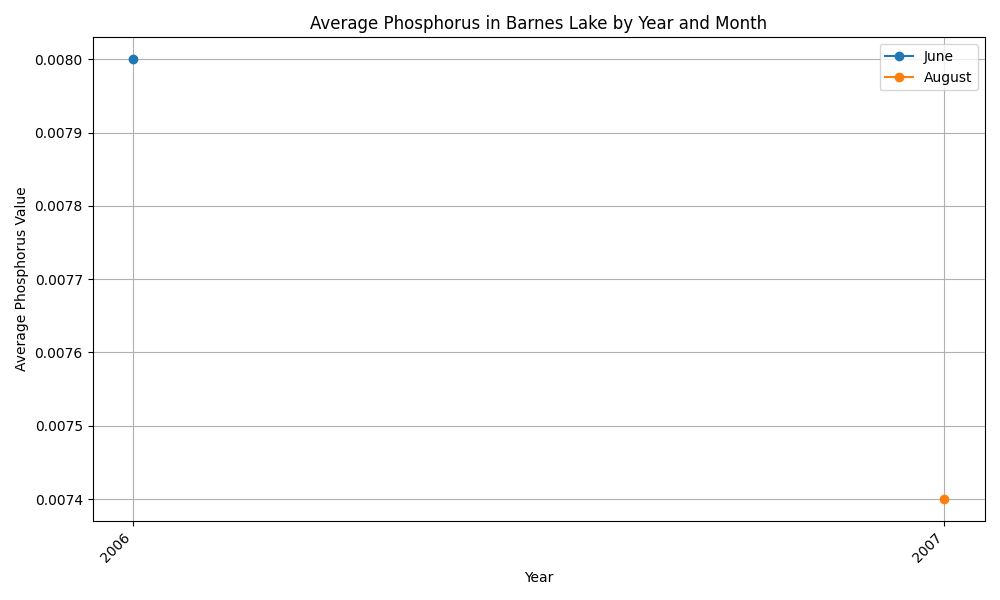 Average Phosphorus in Barnes Lake by Year and Month
June
August
0.0080
0.0079
0.0078
0.0077
0.0076
0.0075
0.0074
Average Phosphorus Value
2006
2007
Year